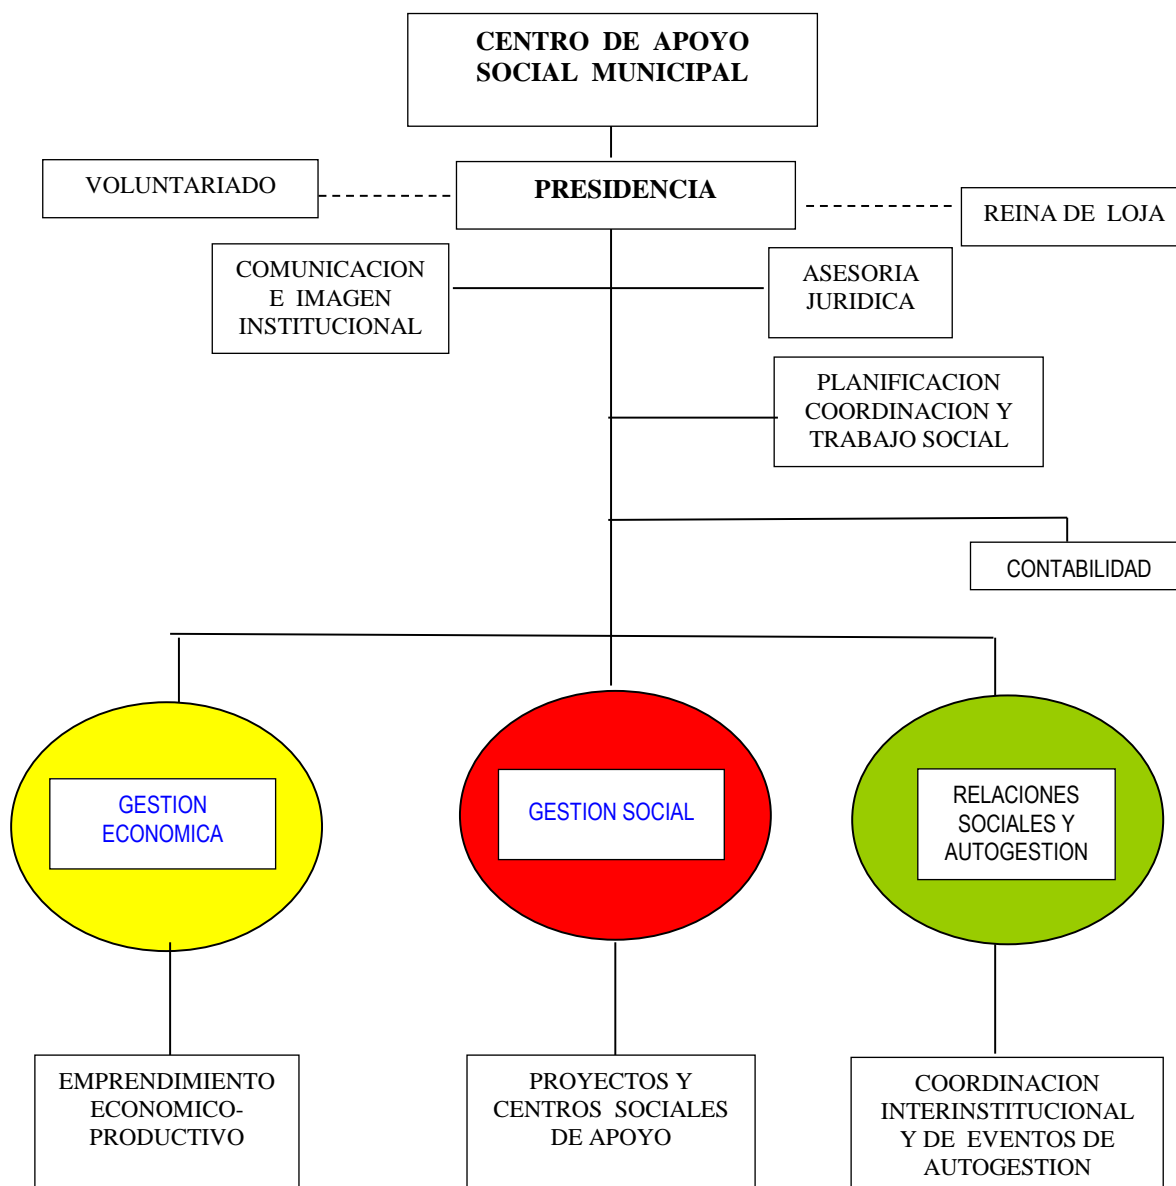 CENTRO DE APOYO
SOCIAL MUNICIPAL
VOLUNTARIADO
PRESIDENCIA
REINA DE LOJA
COMUNICACION
E IMAGEN
INSTITUCIONAL
ASESORIA
JURIDICA
PLANIFICACION
COORDINACION Y
TRABAJO SOCIAL
CONTABILIDAD
GESTION
ECONOMICA
GESTION SOCIAL
RELACIONES
SOCIALES Y
AUTOGESTION
EMPRENDIMIENTO
ECONOMICO-
PRODUCTIVO
PROYECTOS Y
CENTROS SOCIALES
DE APOYO
COORDINACION
INTERINSTITUCIONAL
Y DE EVENTOS DE
AUTOGESTION